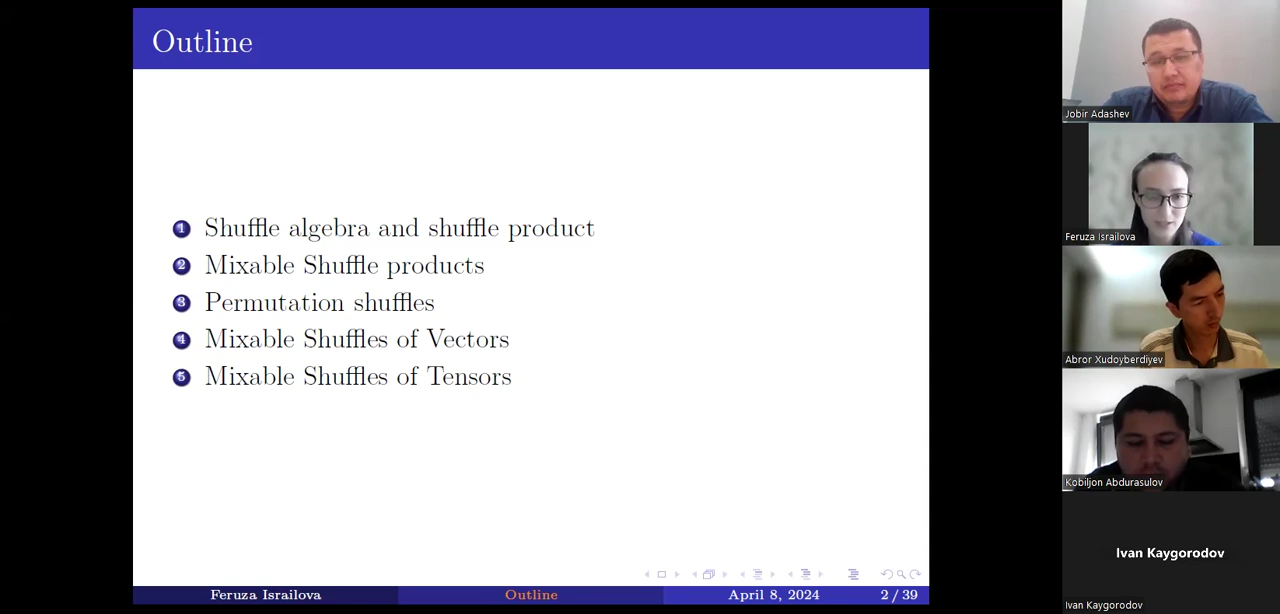 Outline
1 Shuffle algebra and shuffle product
2 Mixable Shuffle products
3 Permutation shuffles
4 Mixable Shuffles of Vectors
5 Mixable Shuffles of Tensors
Feruza Israilova Outline April 8, 2024 2 / 39
Jobir Adashev
Feruza Israilova
Abror Xudoyberdiyev
Kobiljon Abdurasulov
Ivan Kaygorodov
Ivan Kaygorodov